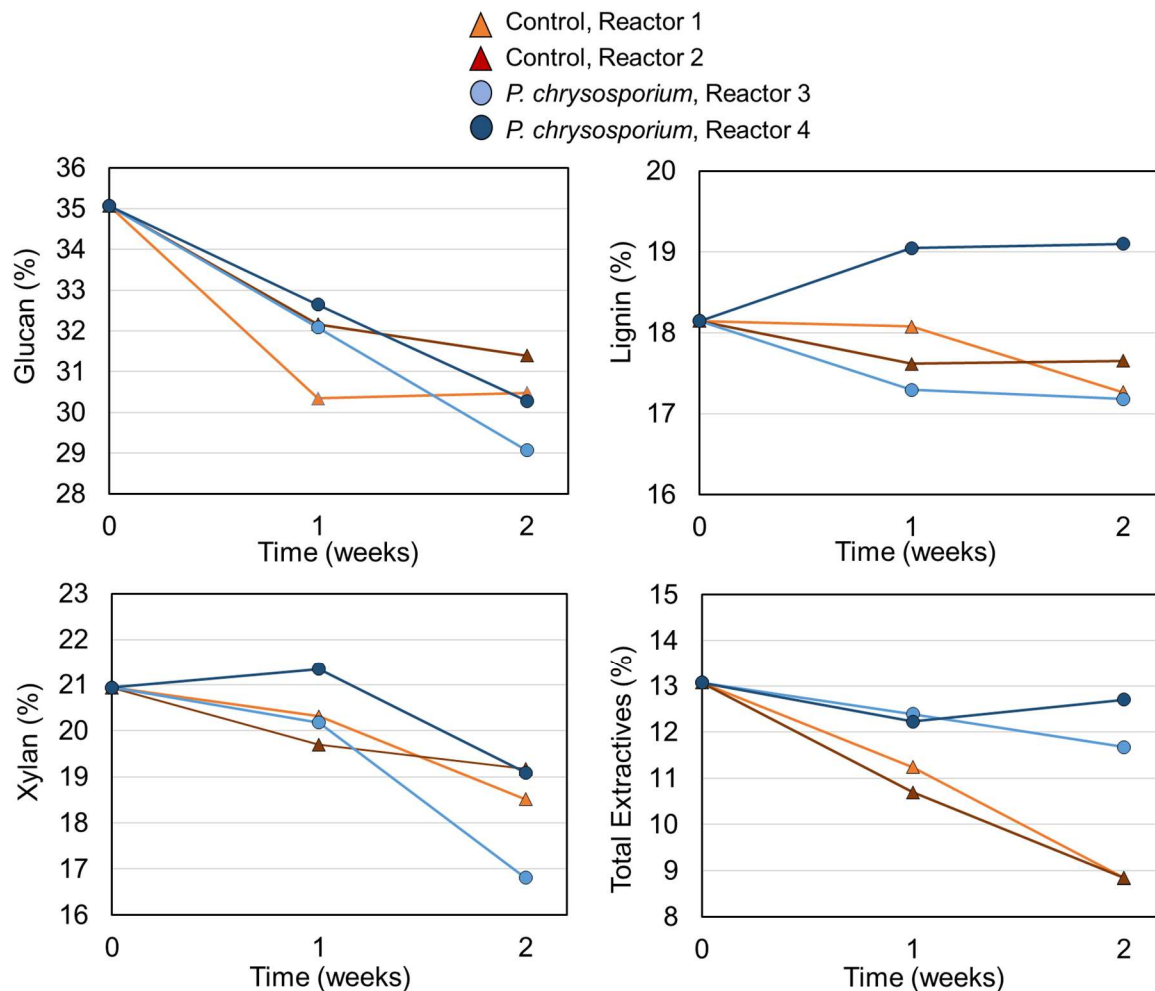 Control, Reactor 1
Control, Reactor 2
P. chrysosporium, Reactor 3
P. chrysosporium, Reactor 4
36
35
34
33
32
31
30
29
28
Glucan (%)
0 1 2
Time (weeks)
20
19
18
17
16
Lignin (%)
0 1 2
Time (weeks)
23
22
21
20
19
18
17
16
Xylan (%)
0 1 2
Time (weeks)
15
14
13
12
11
10
9
8
Total Extractives (%)
0 1 2
Time (weeks)